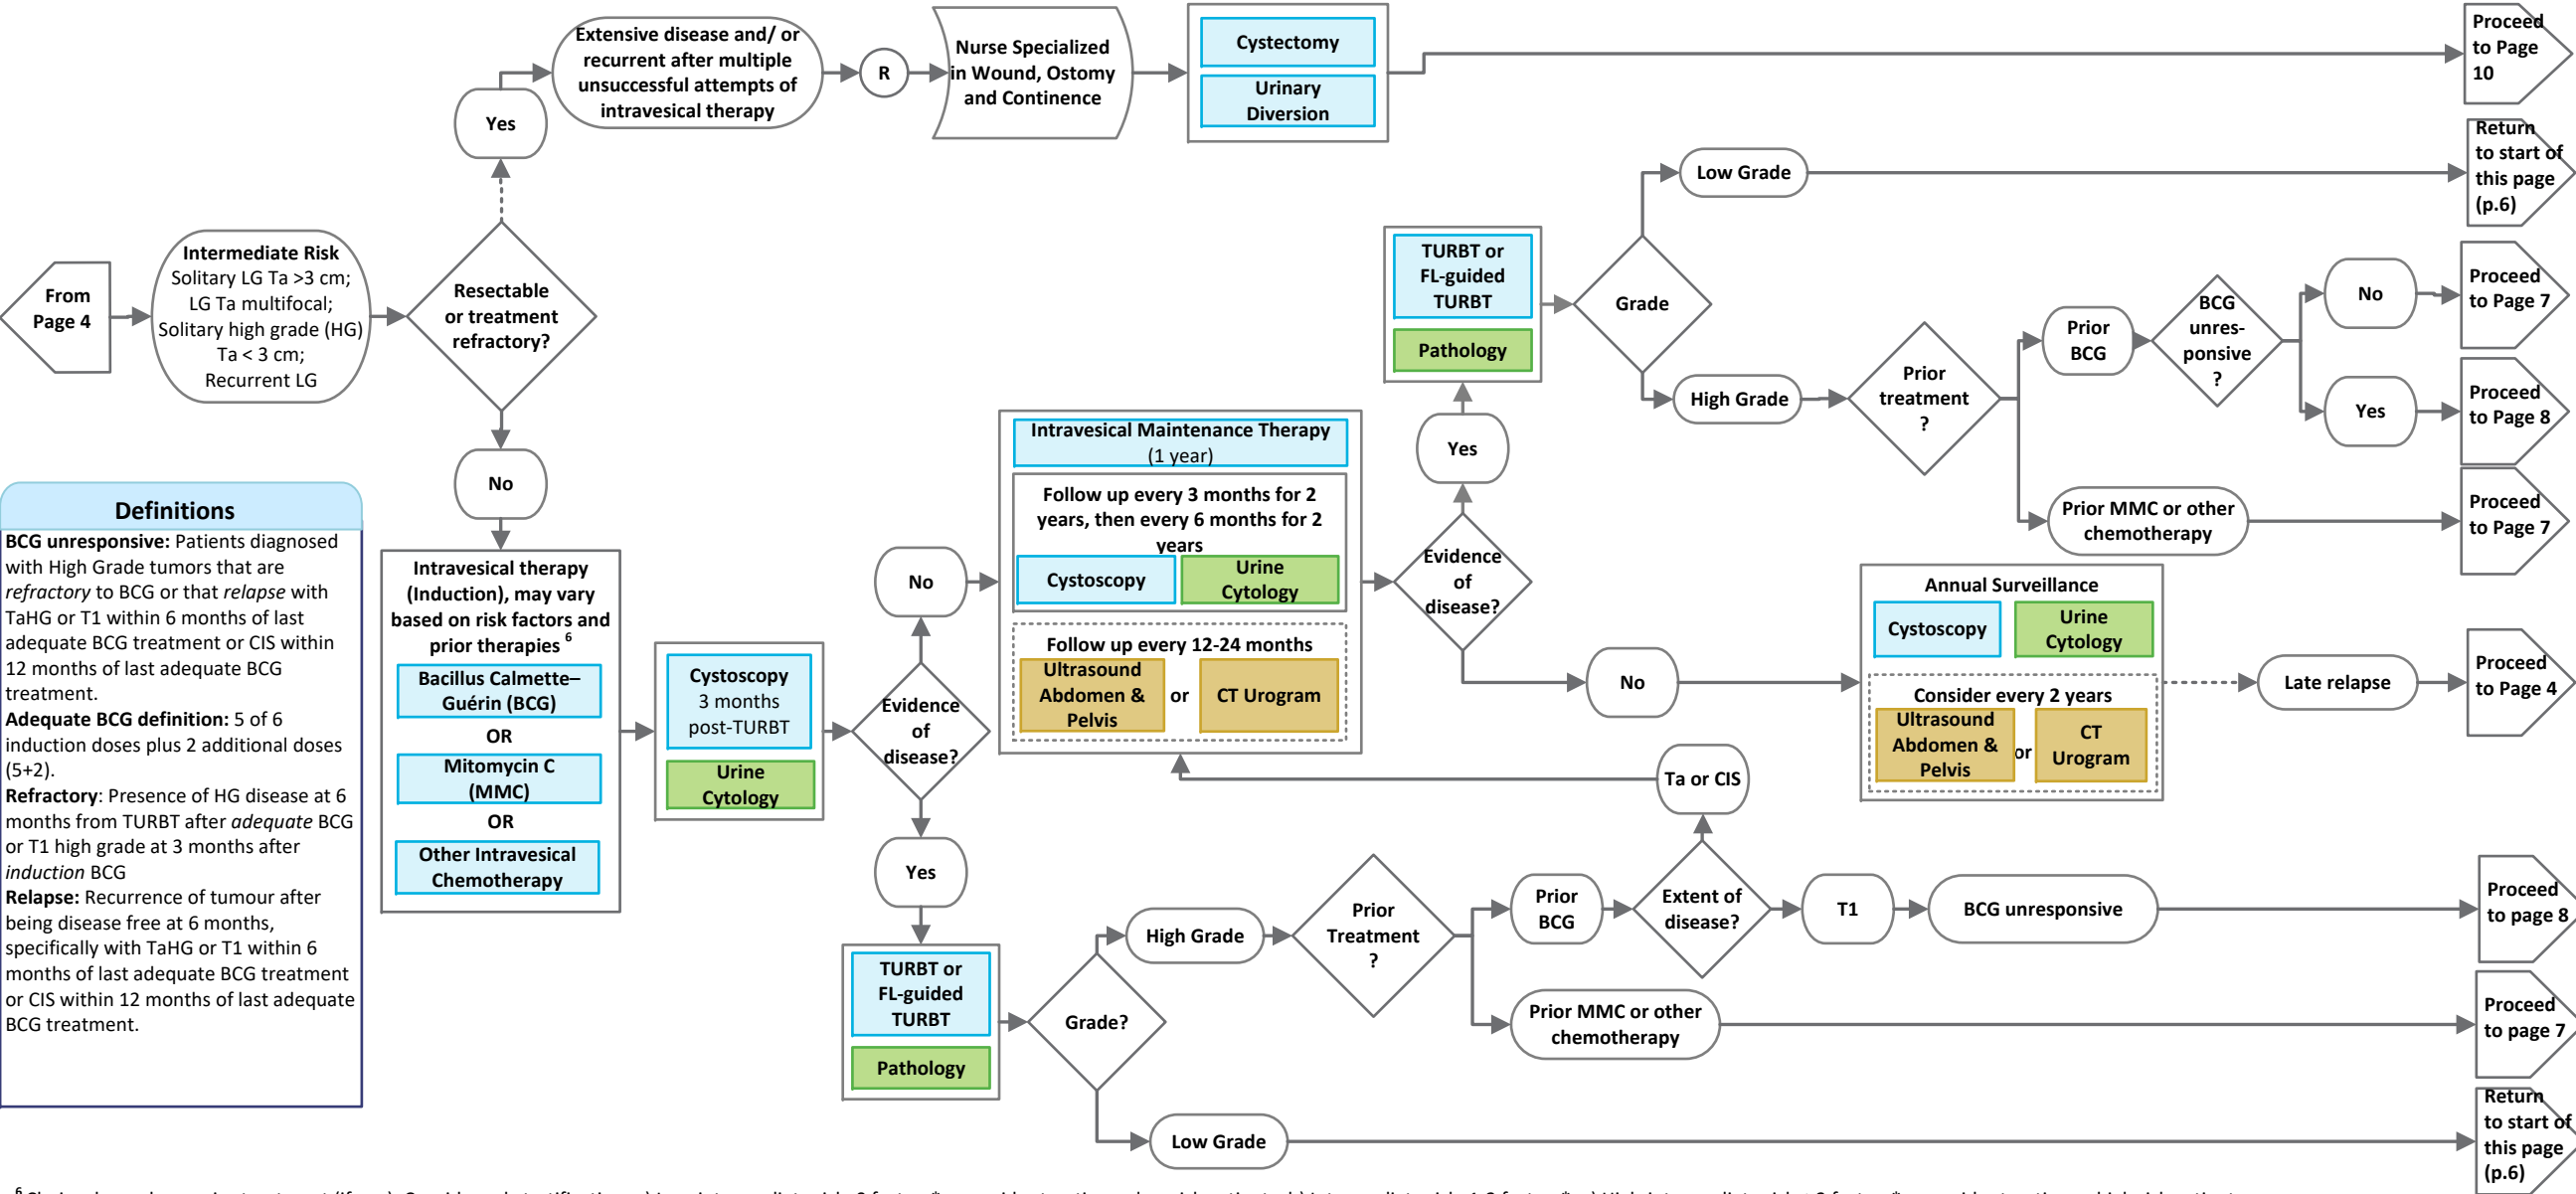 Extensive disease and/ or
recurrent after multiple
unsuccessful attempts of
intravesical therapy
R
Nurse Specialized
in Wound, Ostomy
and Continence
Cystectomy
Urinary
Diversion
Proceed
to Page
10
Yes
Low Grade
Return
to start of
this page
(p.6)
From
Page 4
Intermediate Risk
Solitary LG Ta >3 cm;
LG Ta multifocal;
Solitary high grade (HG)
Ta < 3 cm;
Recurrent LG
Resectable
or treatment
refractory?
TURBT or
FL-guided
TURBT
Pathology
Grade
High Grade
Prior
treatment
?
Prior
BCG
BCG
unres-
ponsive
?
No
Proceed
to Page 7
Yes
Proceed
to Page 8
Prior MMC or other
chemotherapy
Proceed
to Page 7
No
Definitions
BCG unresponsive: Patients diagnosed
with High Grade tumors that are
refractory to BCG or that relapse with
TaHG or T1 within 6 months of last
adequate BCG treatment or CIS within
12 months of last adequate BCG
treatment.
Adequate BCG definition: 5 of 6
induction doses plus 2 additional doses
(5+2).
Refractory: Presence of HG disease at 6
months from TURBT after adequate BCG
or T1 high grade at 3 months after
induction BCG
Relapse: Recurrence of tumour after
being disease free at 6 months,
specifically with TaHG or T1 within 6
months of last adequate BCG treatment
or CIS within 12 months of last adequate
BCG treatment.
Intravesical therapy
(Induction), may vary
based on risk factors and
prior therapies 6
Bacillus Calmette–
Guérin (BCG)
OR
Mitomycin C
(MMC)
OR
Other Intravesical
Chemotherapy
Cystoscopy
3 months
post-TURBT
Urine
Cytology
Evidence
of
disease?
No
Yes
Intravesical Maintenance Therapy
(1 year)
Follow up every 3 months for 2
years, then every 6 months for 2
years
Cystoscopy
Urine
Cytology
Follow up every 12-24 months
Ultrasound
Abdomen &
Pelvis
or
CT Urogram
Evidence
of
disease?
Yes
No
Annual Surveillance
Cystoscopy
Urine
Cytology
Consider every 2 years
Ultrasound
Abdomen &
Pelvis
or
CT
Urogram
Late relapse
Proceed
to Page 4
Ta or CIS
TURBT or
FL-guided
TURBT
Pathology
Grade?
High Grade
Prior
Treatment
?
Prior
BCG
Extent of
disease?
T1
BCG unresponsive
Proceed
to page 8
Prior MMC or other
chemotherapy
Proceed
to page 7
Low Grade
Return
to start of
this page
(p.6)